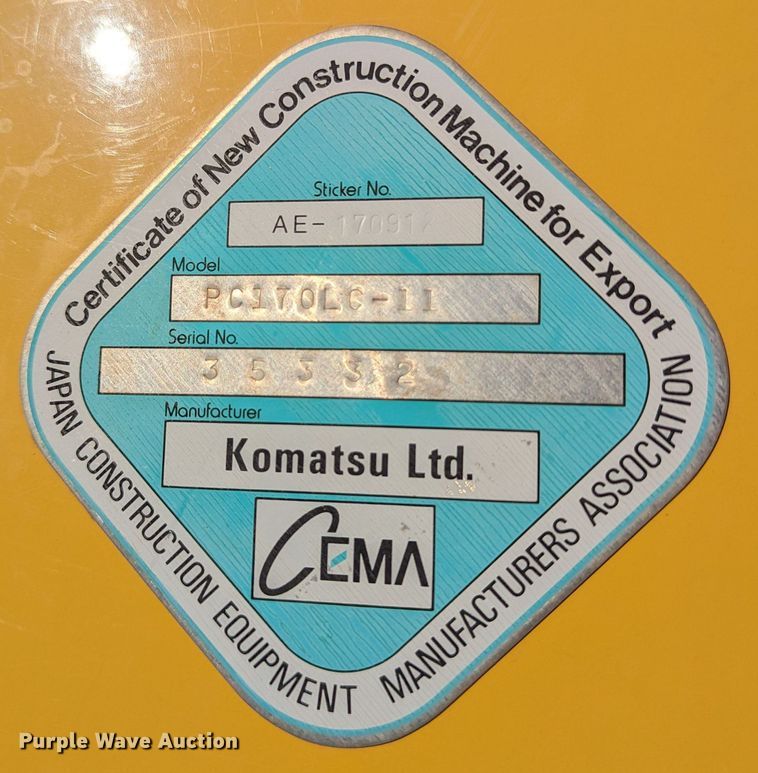 Certificate of New Construction Machine for Export
Sticker No.
AE-
Model
PC170LC-11
Serial No.
35332
Manufacturer
Komatsu Ltd.
CEMA
JAPAN CONSTRUCTION EQUIPMENT MANUFACTURERS ASSOCIATION
Purple Wave Auction